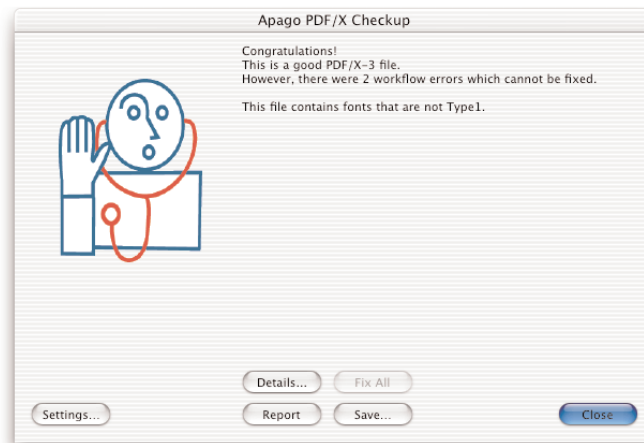 Apago PDF/X Checkup
Congratulations!
This is a good PDF/X-3 file.
However, there were 2 workflow errors which cannot be fixed.
This file contains fonts that are not Type1.
Details... Fix All
Settings... Report Save... Close